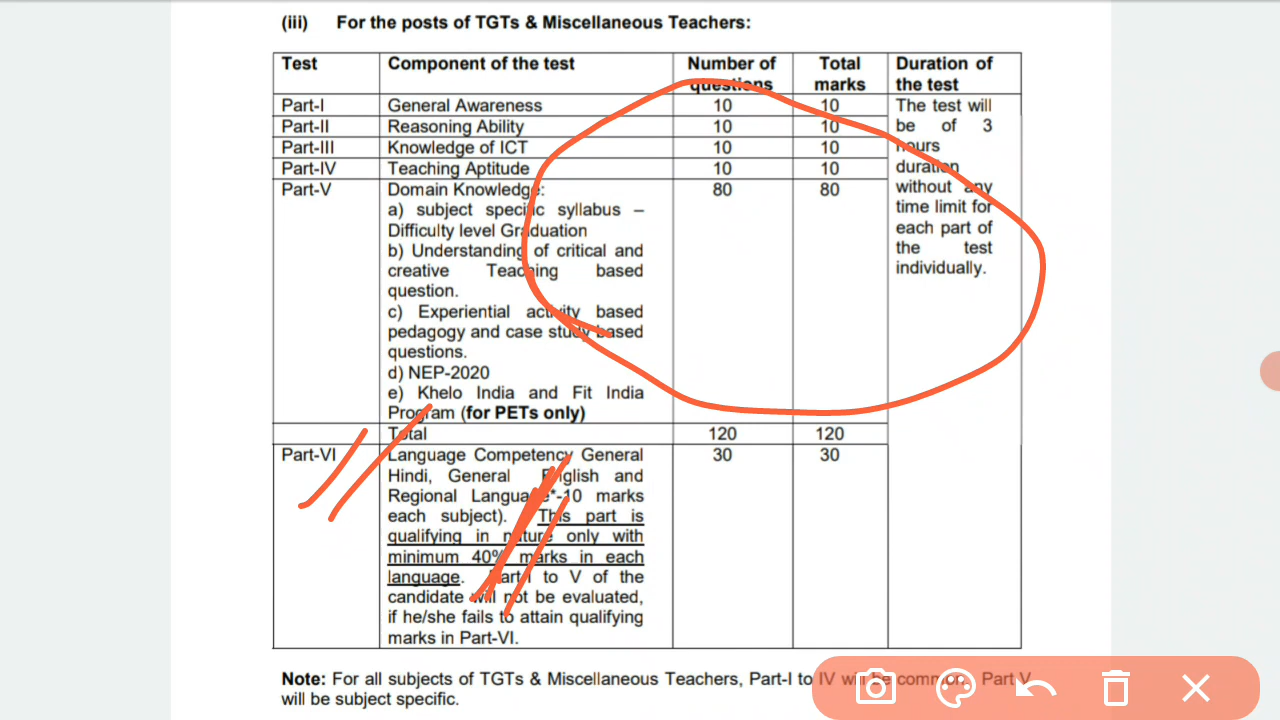 (iii) For the posts of TGTs & Miscellaneous Teachers:
Test Component of the test Number of questions Total marks Duration of the test
Part-I General Awareness 10 10 The test will
Part-II Reasoning Ability 10 10 be of 3
Part-III Knowledge of ICT 10 10 hours
Part-IV Teaching Aptitude 10 10 duration
Part-V Domain Knowledge: 80 80 without any
a) subject specific syllabus – time limit for
Difficulty level Graduation each part of
b) Understanding of critical and the test
creative Teaching based individually.
question.
c) Experiential activity based
pedagogy and case study based
questions.
d) NEP-2020
e) Khelo India and Fit India
Program (for PETs only)
Total 120 120
Part-VI Language Competency General 30 30
Hindi, General English and
Regional Language*-10 marks
each subject). This part is
qualifying in nature only with
minimum 40% marks in each
language. Part-I to V of the
candidate will not be evaluated,
if he/she fails to attain qualifying
marks in Part-VI.
Note: For all subjects of TGTs & Miscellaneous Teachers, Part-I to IV will be common. Part V
will be subject specific.